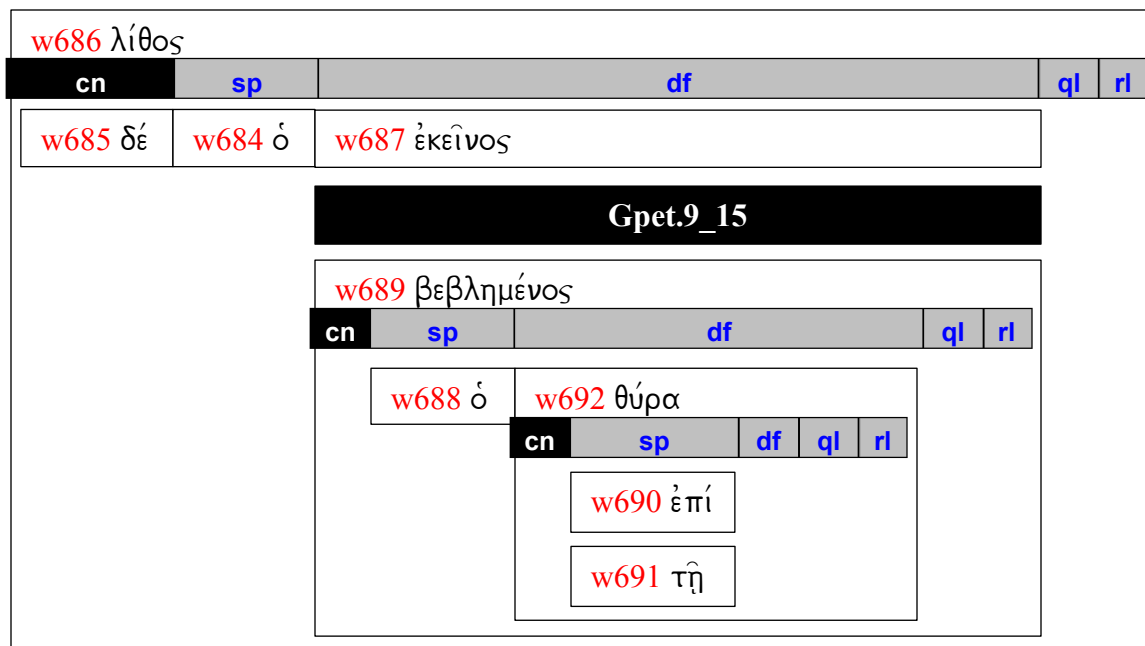 w686 λίθος
cn sp df ql rl
w685 δέ w684 ὁ w687 ἐκεῖνος
Gpet.9_15
w689 βεβλημένος
cn sp df ql rl
w688 ὁ w692 θύρα
cn sp df ql rl
w690 ἐπί
w691 τῇ